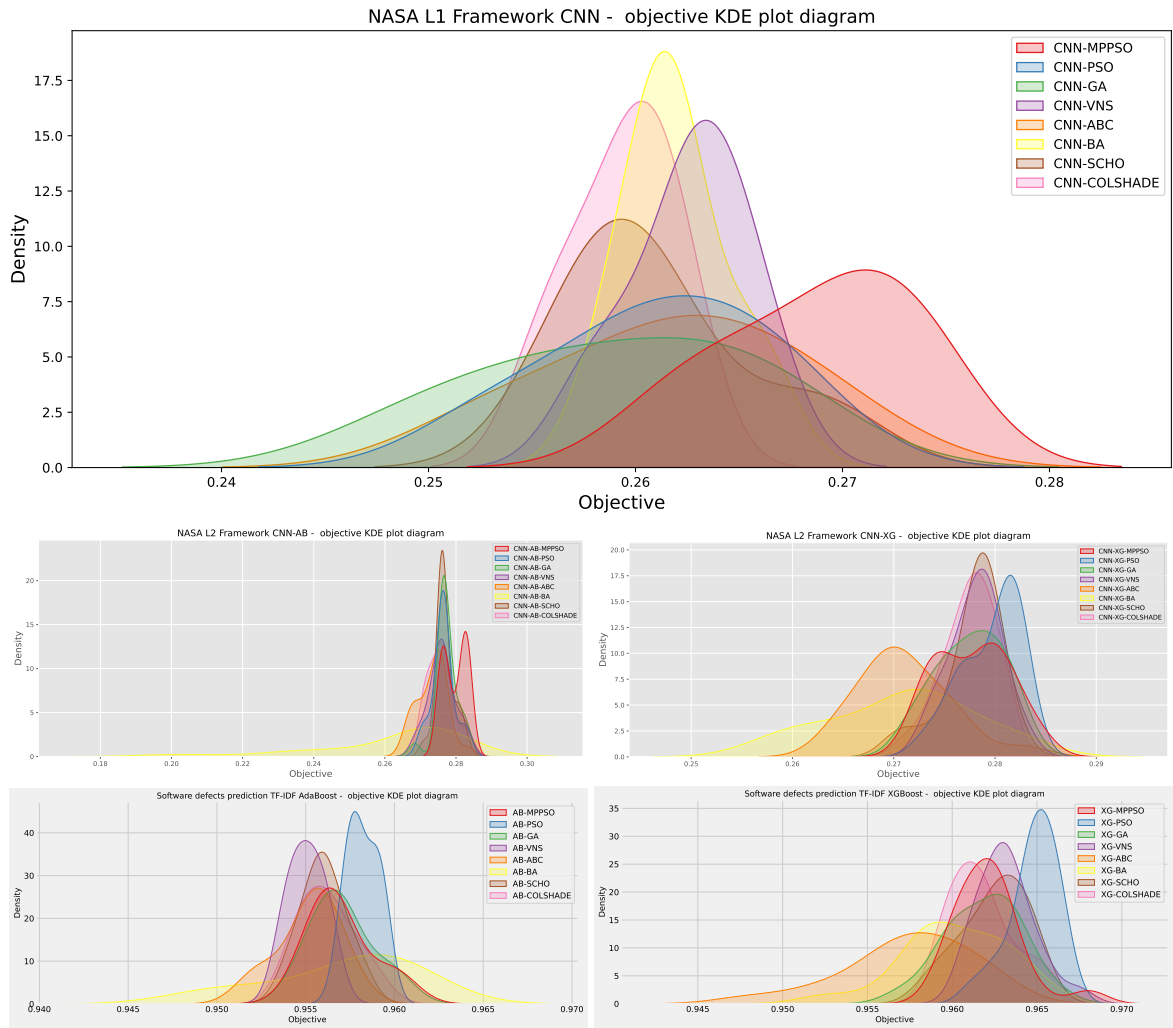 NASA L1 Framework CNN -  objective KDE plot diagram
CNN-MPPSO
CNN-PSO
CNN-GA
CNN-VNS
CNN-ABC
CNN-BA
CNN-SCHO
CNN-COLSHADE
17.5
15.0
12.5
10.0
7.5
5.0
2.5
0.0
Density
0.24 0.25 0.26 0.27 0.28
Objective
NASA L2 Framework CNN-AB -  objective KDE plot diagram
CNN-AB-MPPSO
CNN-AB-PSO
CNN-AB-GA
CNN-AB-VNS
CNN-AB-ABC
CNN-AB-BA
CNN-AB-SCHO
CNN-AB-COLSHADE
20
15
10
5
0
Density
0.18 0.20 0.22 0.24 0.26 0.28 0.30
Objective
NASA L2 Framework CNN-XG -  objective KDE plot diagram
CNN-XG-MPPSO
CNN-XG-PSO
CNN-XG-GA
CNN-XG-VNS
CNN-XG-ABC
CNN-XG-BA
CNN-XG-SCHO
CNN-XG-COLSHADE
20.0
17.5
15.0
12.5
10.0
7.5
5.0
2.5
0.0
Density
0.25 0.26 0.27 0.28 0.29
Objective
Software defects prediction TF-IDF AdaBoost -  objective KDE plot diagram
AB-MPPSO
AB-PSO
AB-GA
AB-VNS
AB-ABC
AB-BA
AB-SCHO
AB-COLSHADE
40
30
20
10
0
Density
0.940 0.945 0.950 0.955 0.960 0.965 0.970
Objective
Software defects prediction TF-IDF XGBoost -  objective KDE plot diagram
XG-MPPSO
XG-PSO
XG-GA
XG-VNS
XG-ABC
XG-BA
XG-SCHO
XG-COLSHADE
35
30
25
20
15
10
5
0
Density
0.945 0.950 0.955 0.960 0.965 0.970
Objective